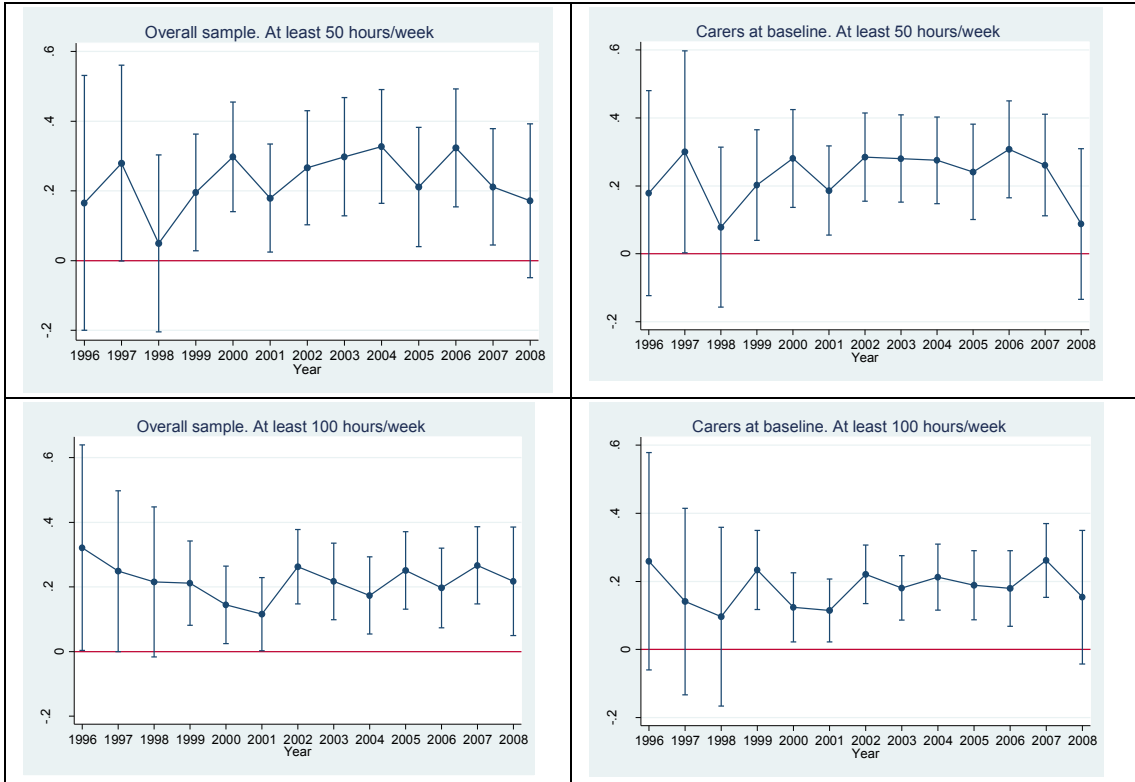 Overall sample. At least 50 hours/week
.6
.4
.2
0
-.2
1996 1997 1998 1999 2000 2001 2002 2003 2004 2005 2006 2007 2008
Year
Carers at baseline. At least 50 hours/week
.6
.4
.2
0
-.2
1996 1997 1998 1999 2000 2001 2002 2003 2004 2005 2006 2007 2008
Year
Overall sample. At least 100 hours/week
.6
.4
.2
0
-.2
1996 1997 1998 1999 2000 2001 2002 2003 2004 2005 2006 2007 2008
Year
Carers at baseline. At least 100 hours/week
.6
.4
.2
0
-.2
1996 1997 1998 1999 2000 2001 2002 2003 2004 2005 2006 2007 2008
Year